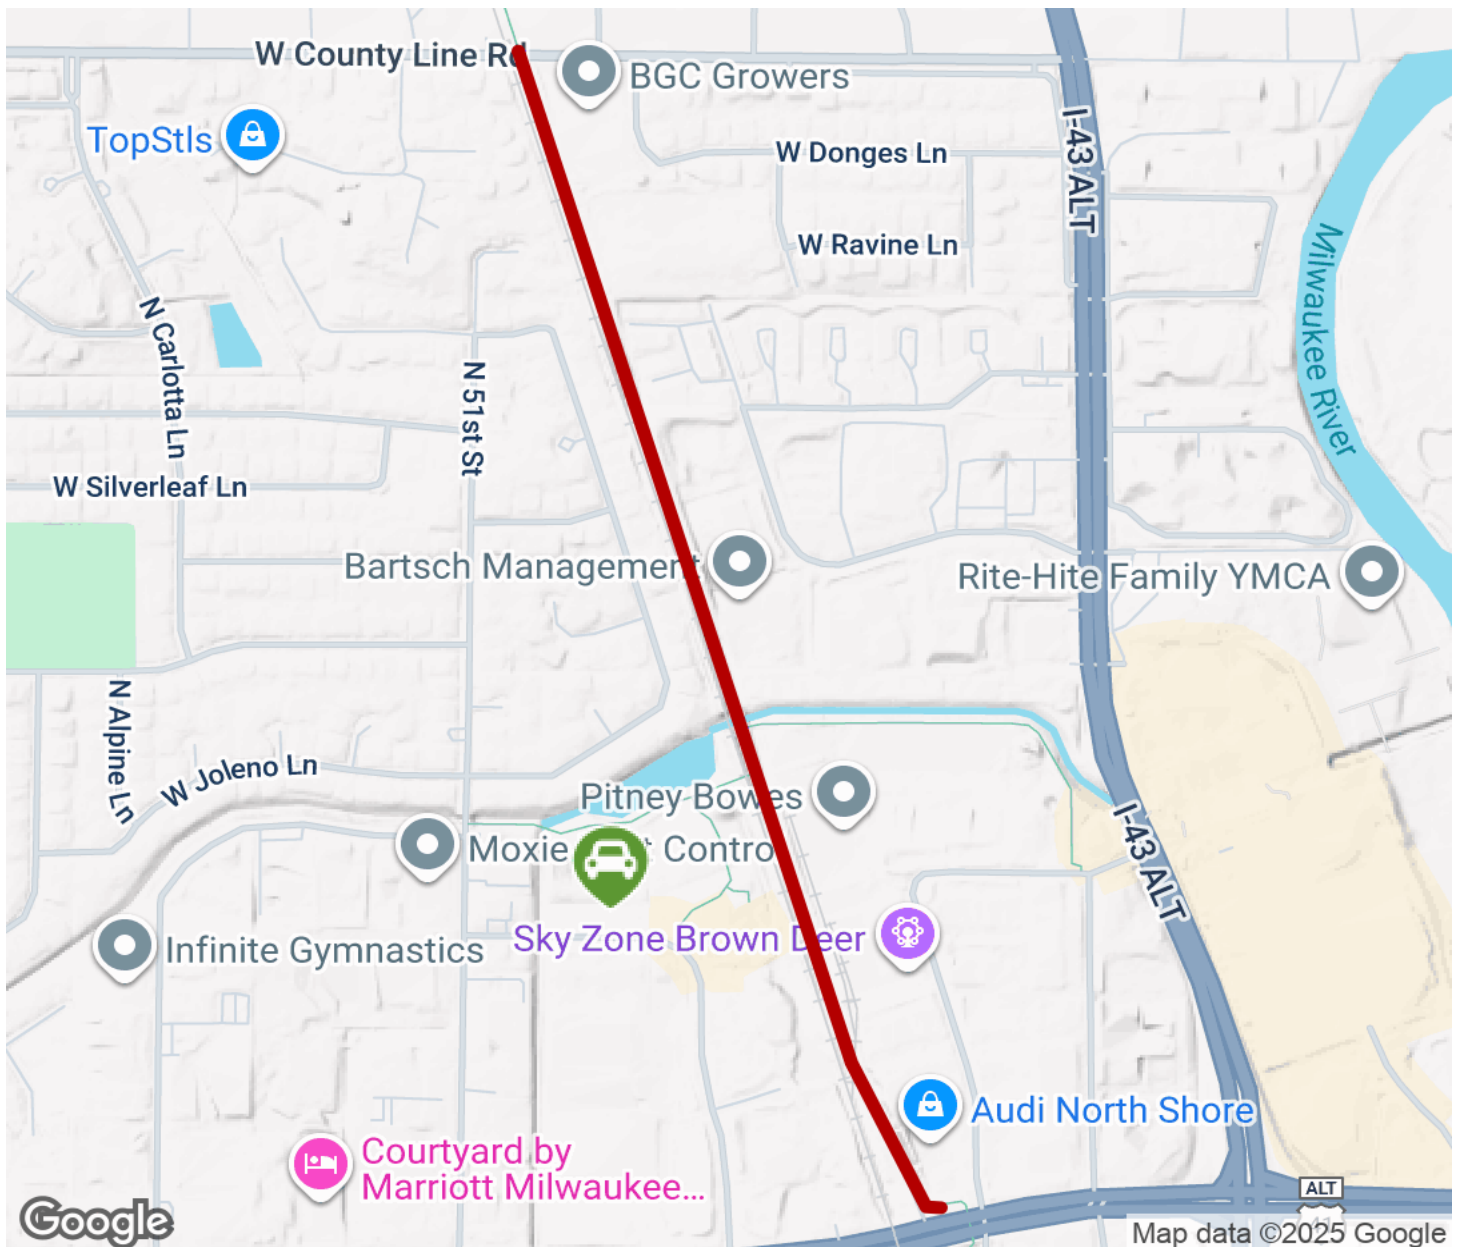 W County Line Rd
BGC Growers
TopStls
I-43 ALT
W Donges Ln
W Ravine Ln
Milwaukee River
N Carlotta Ln
N 51st St
W Silverleaf Ln
Bartsch Management
Rite-Hite Family YMCA
N Alpine Ln
W Joleno Ln
Pitney Bowes
I-43 ALT
Moxie
Contro
Sky Zone Brown Deer
Infinite Gymnastics
Audi North Shore
Courtyard by
Marriott Milwaukee...
ALT
Google
Map data ©2025 Google